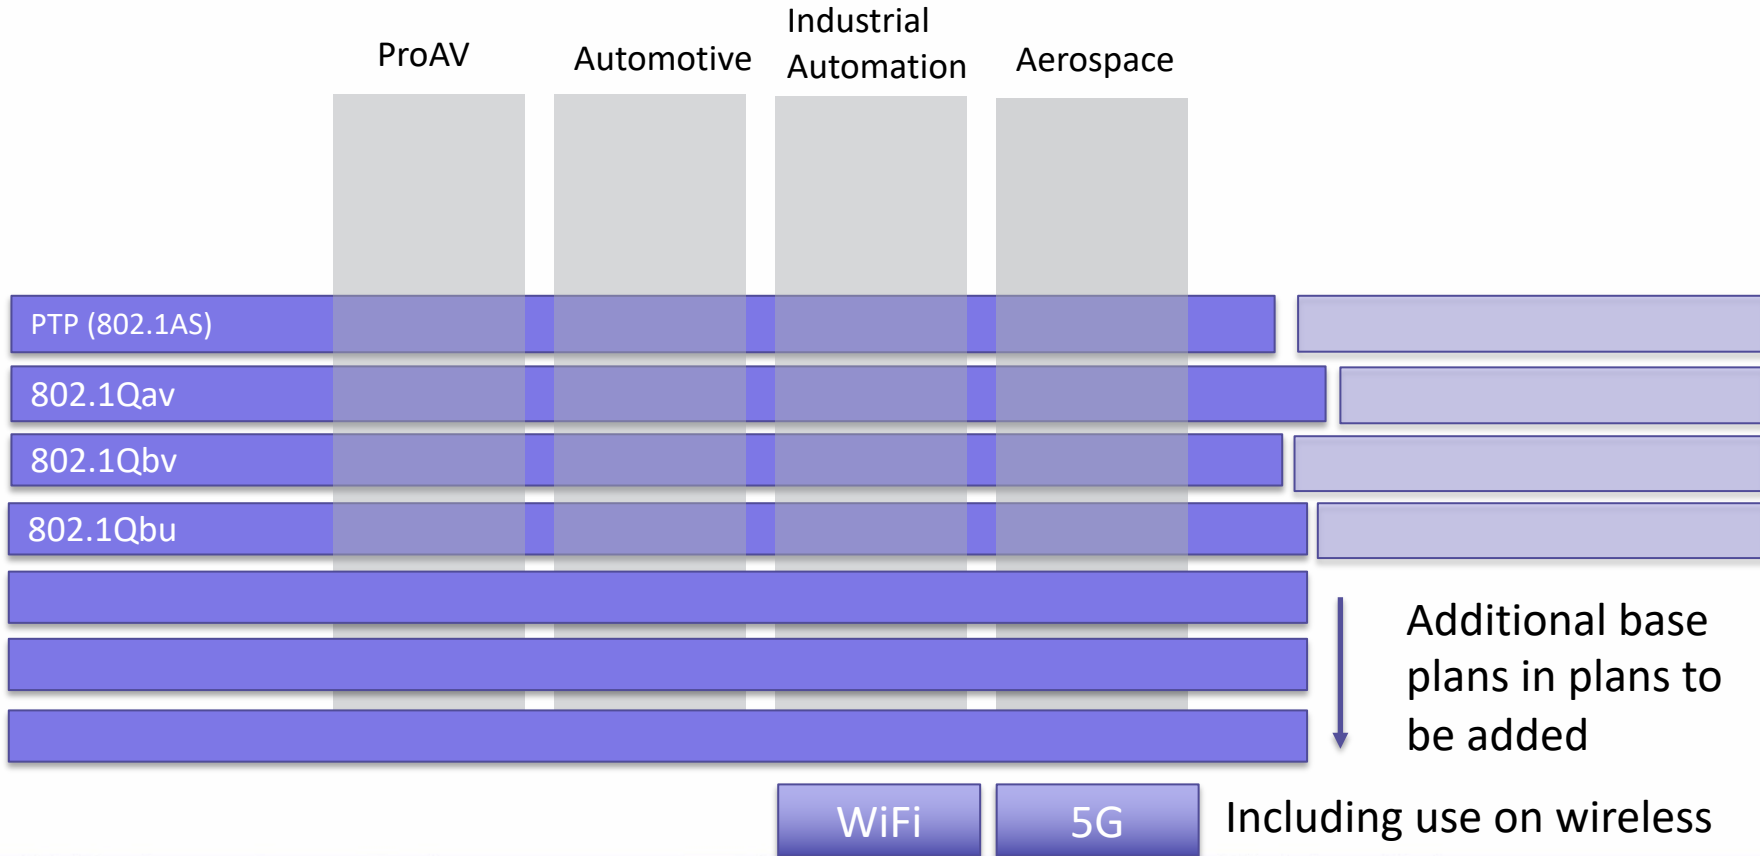 ProAV
Automotive
Industrial
Automation
Aerospace
PTP (802.1AS)
802.1Qav
802.1Qbv
802.1Qbu
Additional base
plans in plans to
be added
WiFi
5G
Including use on wireless